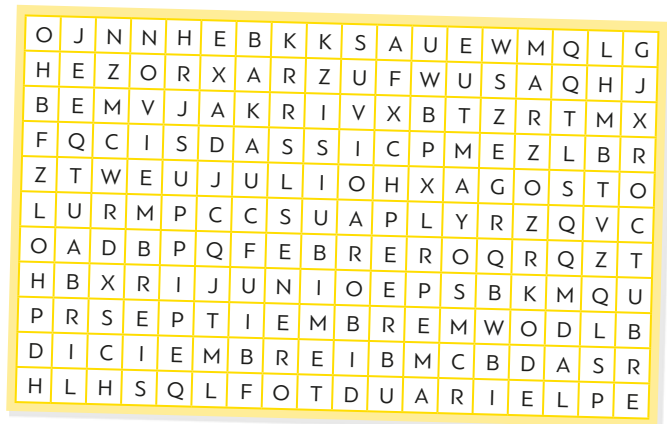 O J N N H E B K K S A U E W M Q L G
H E Z O R X A R Z U F W U S A Q H J
B E M V J A K R I V X B T Z R T M X
F Q C I S D A S S I C P M E Z L B R
Z T W E U J U L I O H X A G O S T O
L U R M P C C S U A P L Y R Z Q V C
O A D B P Q F E B R E R O Q R Q Z T
H B X R I J U N I O E P S B K M Q U
P R S E P T I E M B R E M W O D L B
D I C I E M B R E I B M C B D A S R
H L H S Q L F O T D U A R I E L P E